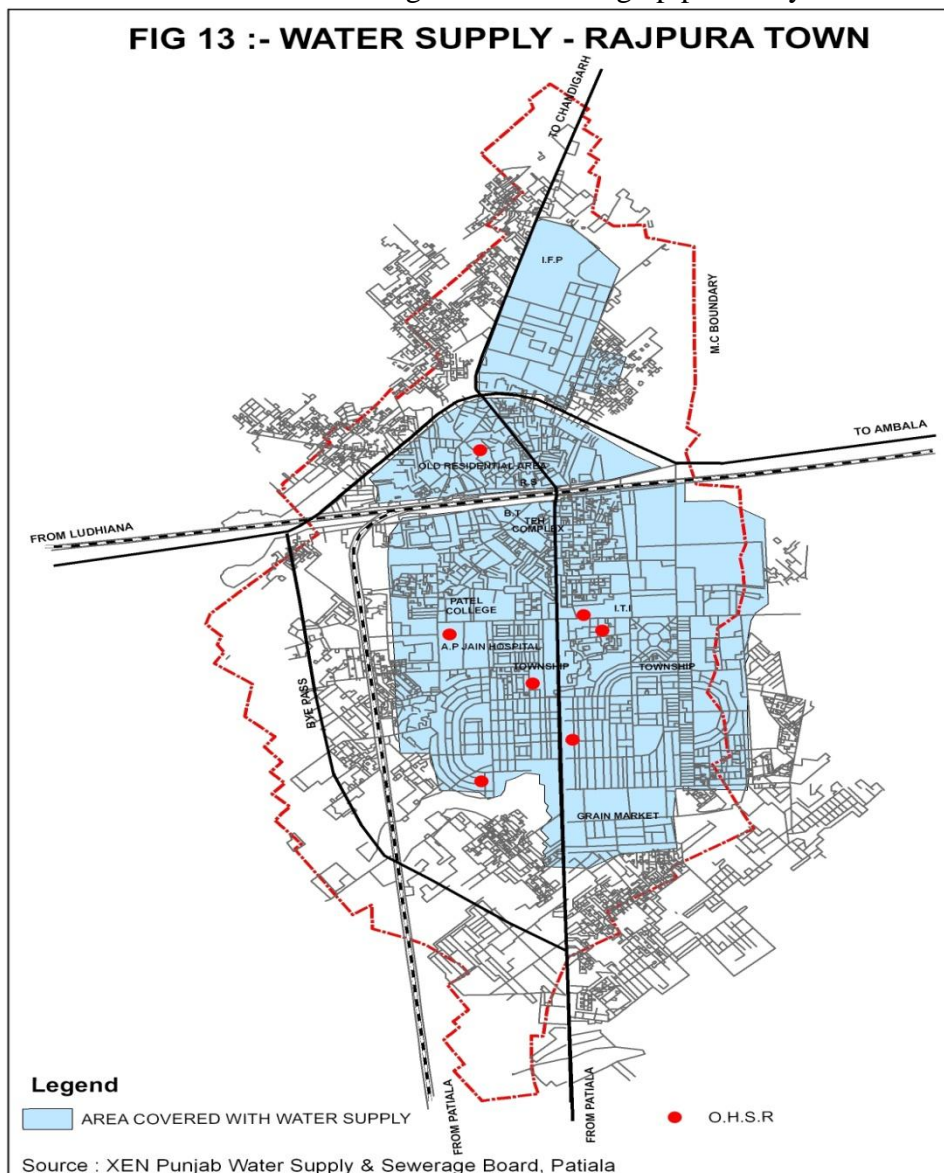 FIG 13 :- WATER SUPPLY - RAJPURA TOWN
TO CHANDIGARH
I.F.P
M.C BOUNDARY
TO AMBALA
OLD RESIDENTIAL AREA
R.S
FROM LUDHIANA
B.T
TEH
COMPLEX
PATEL
COLLEGE
I.T.I
A.P JAIN HOSPITAL
TOWNSHIP
TOWNSHIP
BYE PASS
GRAIN MARKET
FROM PATIALA
FROM PATIALA
Legend
AREA COVERED WITH WATER SUPPLY
O.H.S.R
Source : XEN Punjab Water Supply & Sewerage Board, Patiala